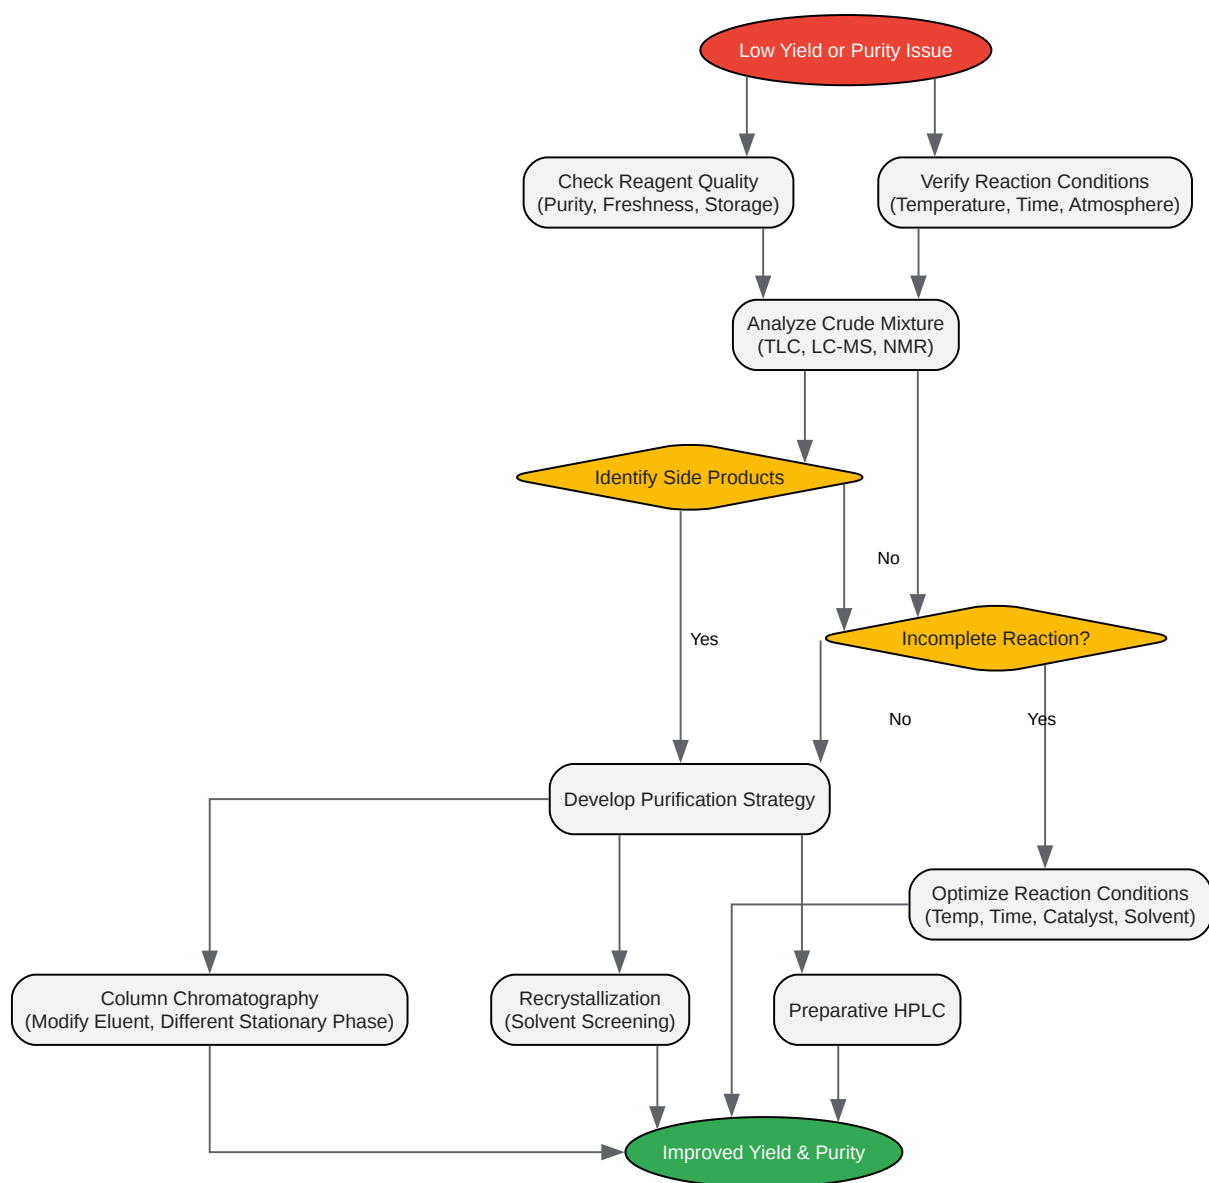 Low Yield or Purity Issue
Check Reagent Quality
(Purity, Freshness, Storage)
Verify Reaction Conditions
(Temperature, Time, Atmosphere)
Analyze Crude Mixture
(TLC, LC-MS, NMR)
Identify Side Products
No
Yes
Incomplete Reaction?
No
Yes
Develop Purification Strategy
Optimize Reaction Conditions
(Temp, Time, Catalyst, Solvent)
Column Chromatography
(Modify Eluent, Different Stationary Phase)
Recrystallization
(Solvent Screening)
Preparative HPLC
Improved Yield & Purity